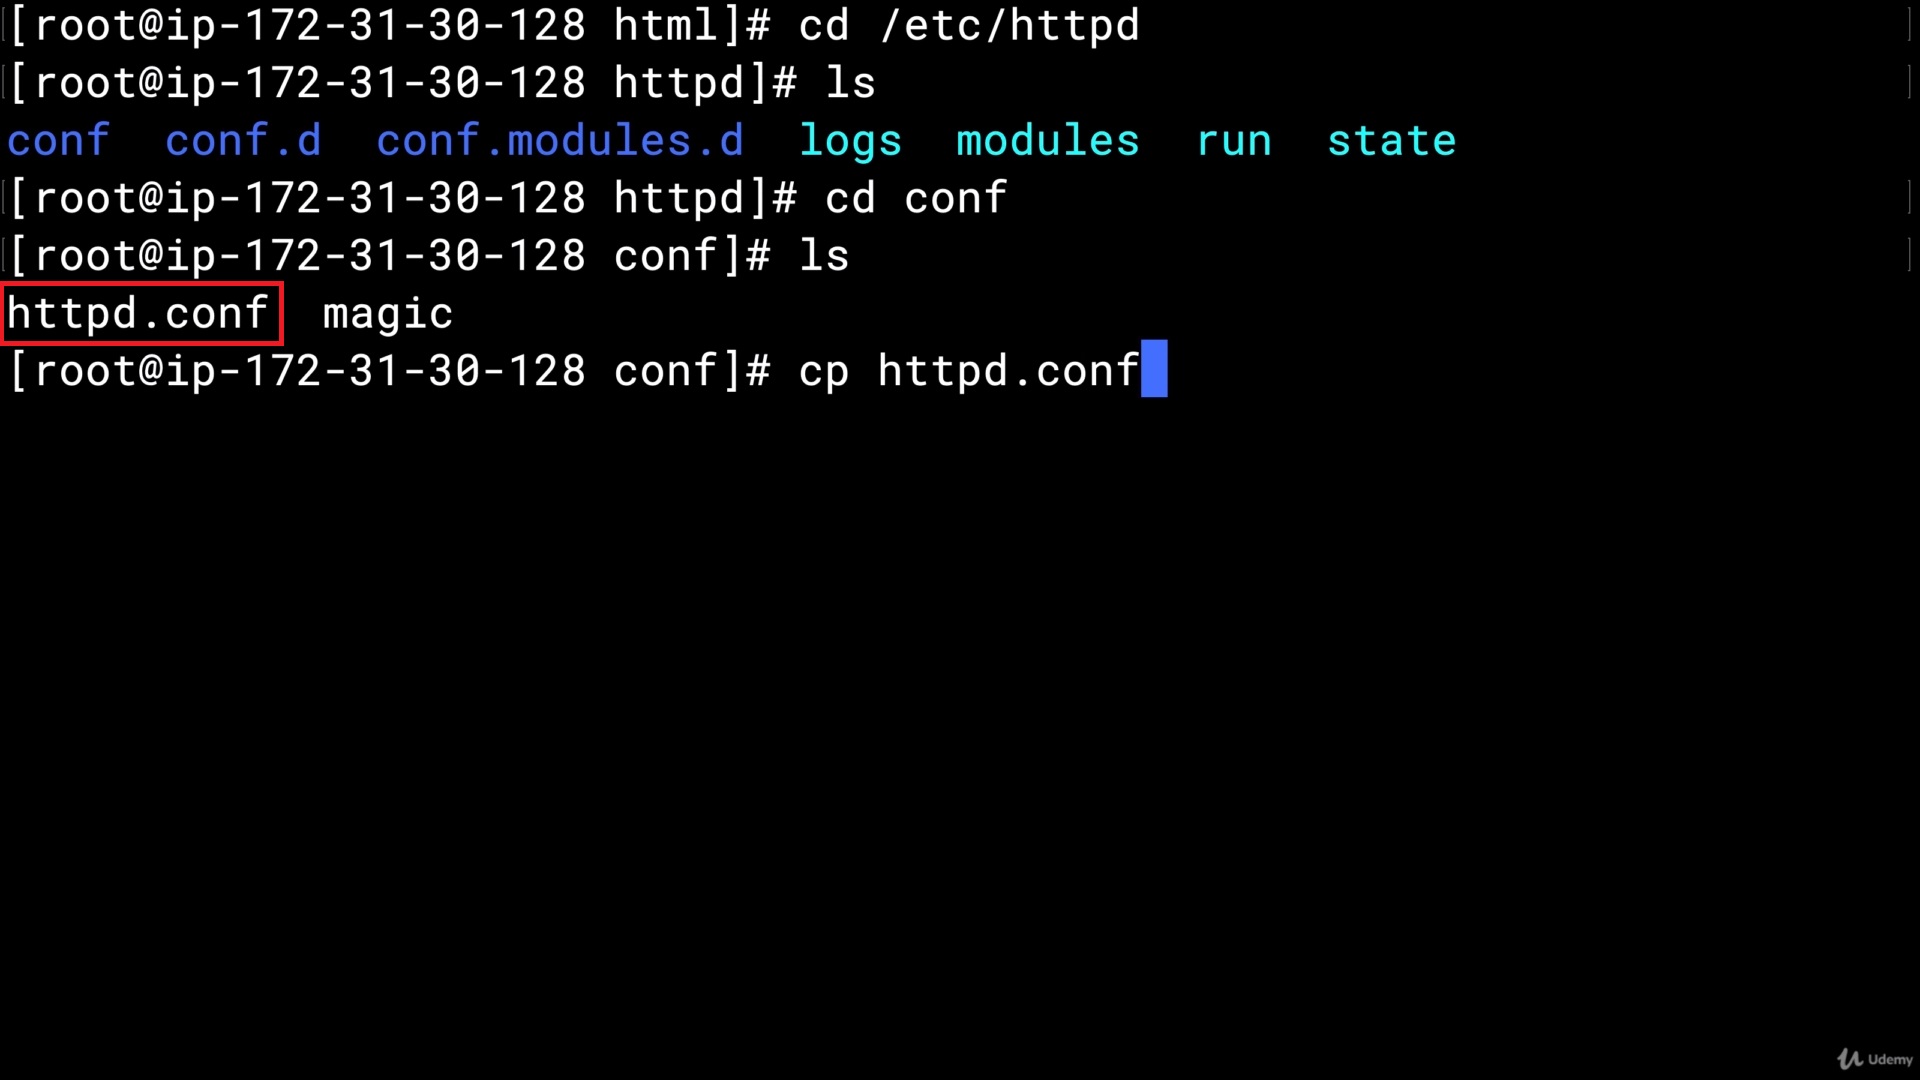 [root@ip-172-31-30-128 html]# cd /etc/httpd
[root@ip-172-31-30-128 httpd]# ls
conf  conf.d  conf.modules.d  logs  modules  run  state
[root@ip-172-31-30-128 httpd]# cd conf
[root@ip-172-31-30-128 conf]# ls
httpd.conf  magic
[root@ip-172-31-30-128 conf]# cp httpd.conf
Udemy